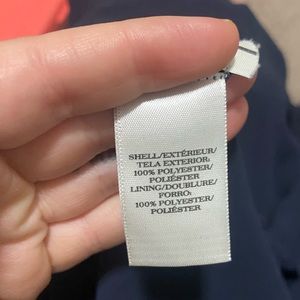 SHELL/EXTÉRIEUR/
TELA EXTERIOR:
100% POLYESTER/
POLIÉSTER
LINING/DOUBLURE/
FORRO:
100% POLYESTER/
POLIÉSTER